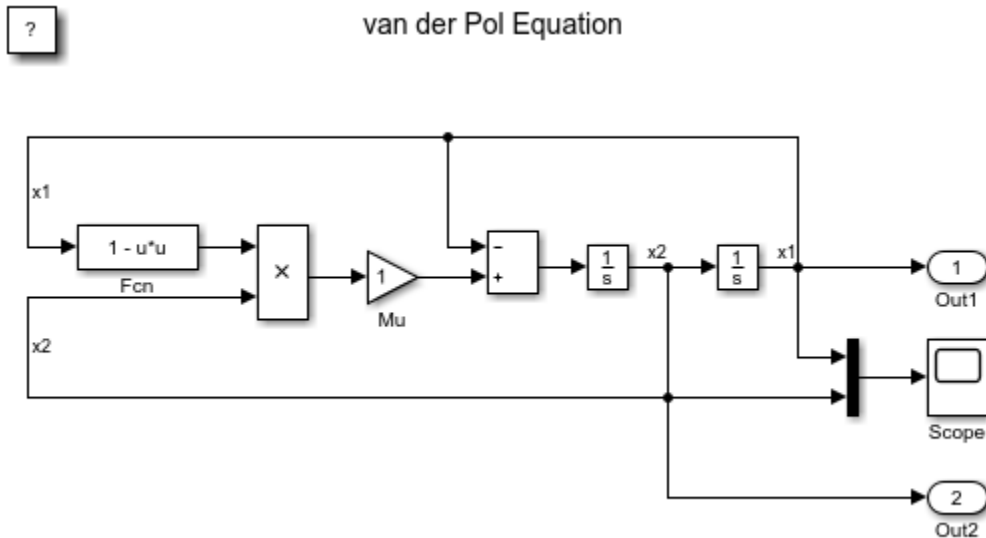 ?
van der Pol Equation
x1
1 - u*u
Fcn
×
1
Mu
−
+
1
s
x2
1
s
x1
1
Out1
x2
Scope
2
Out2